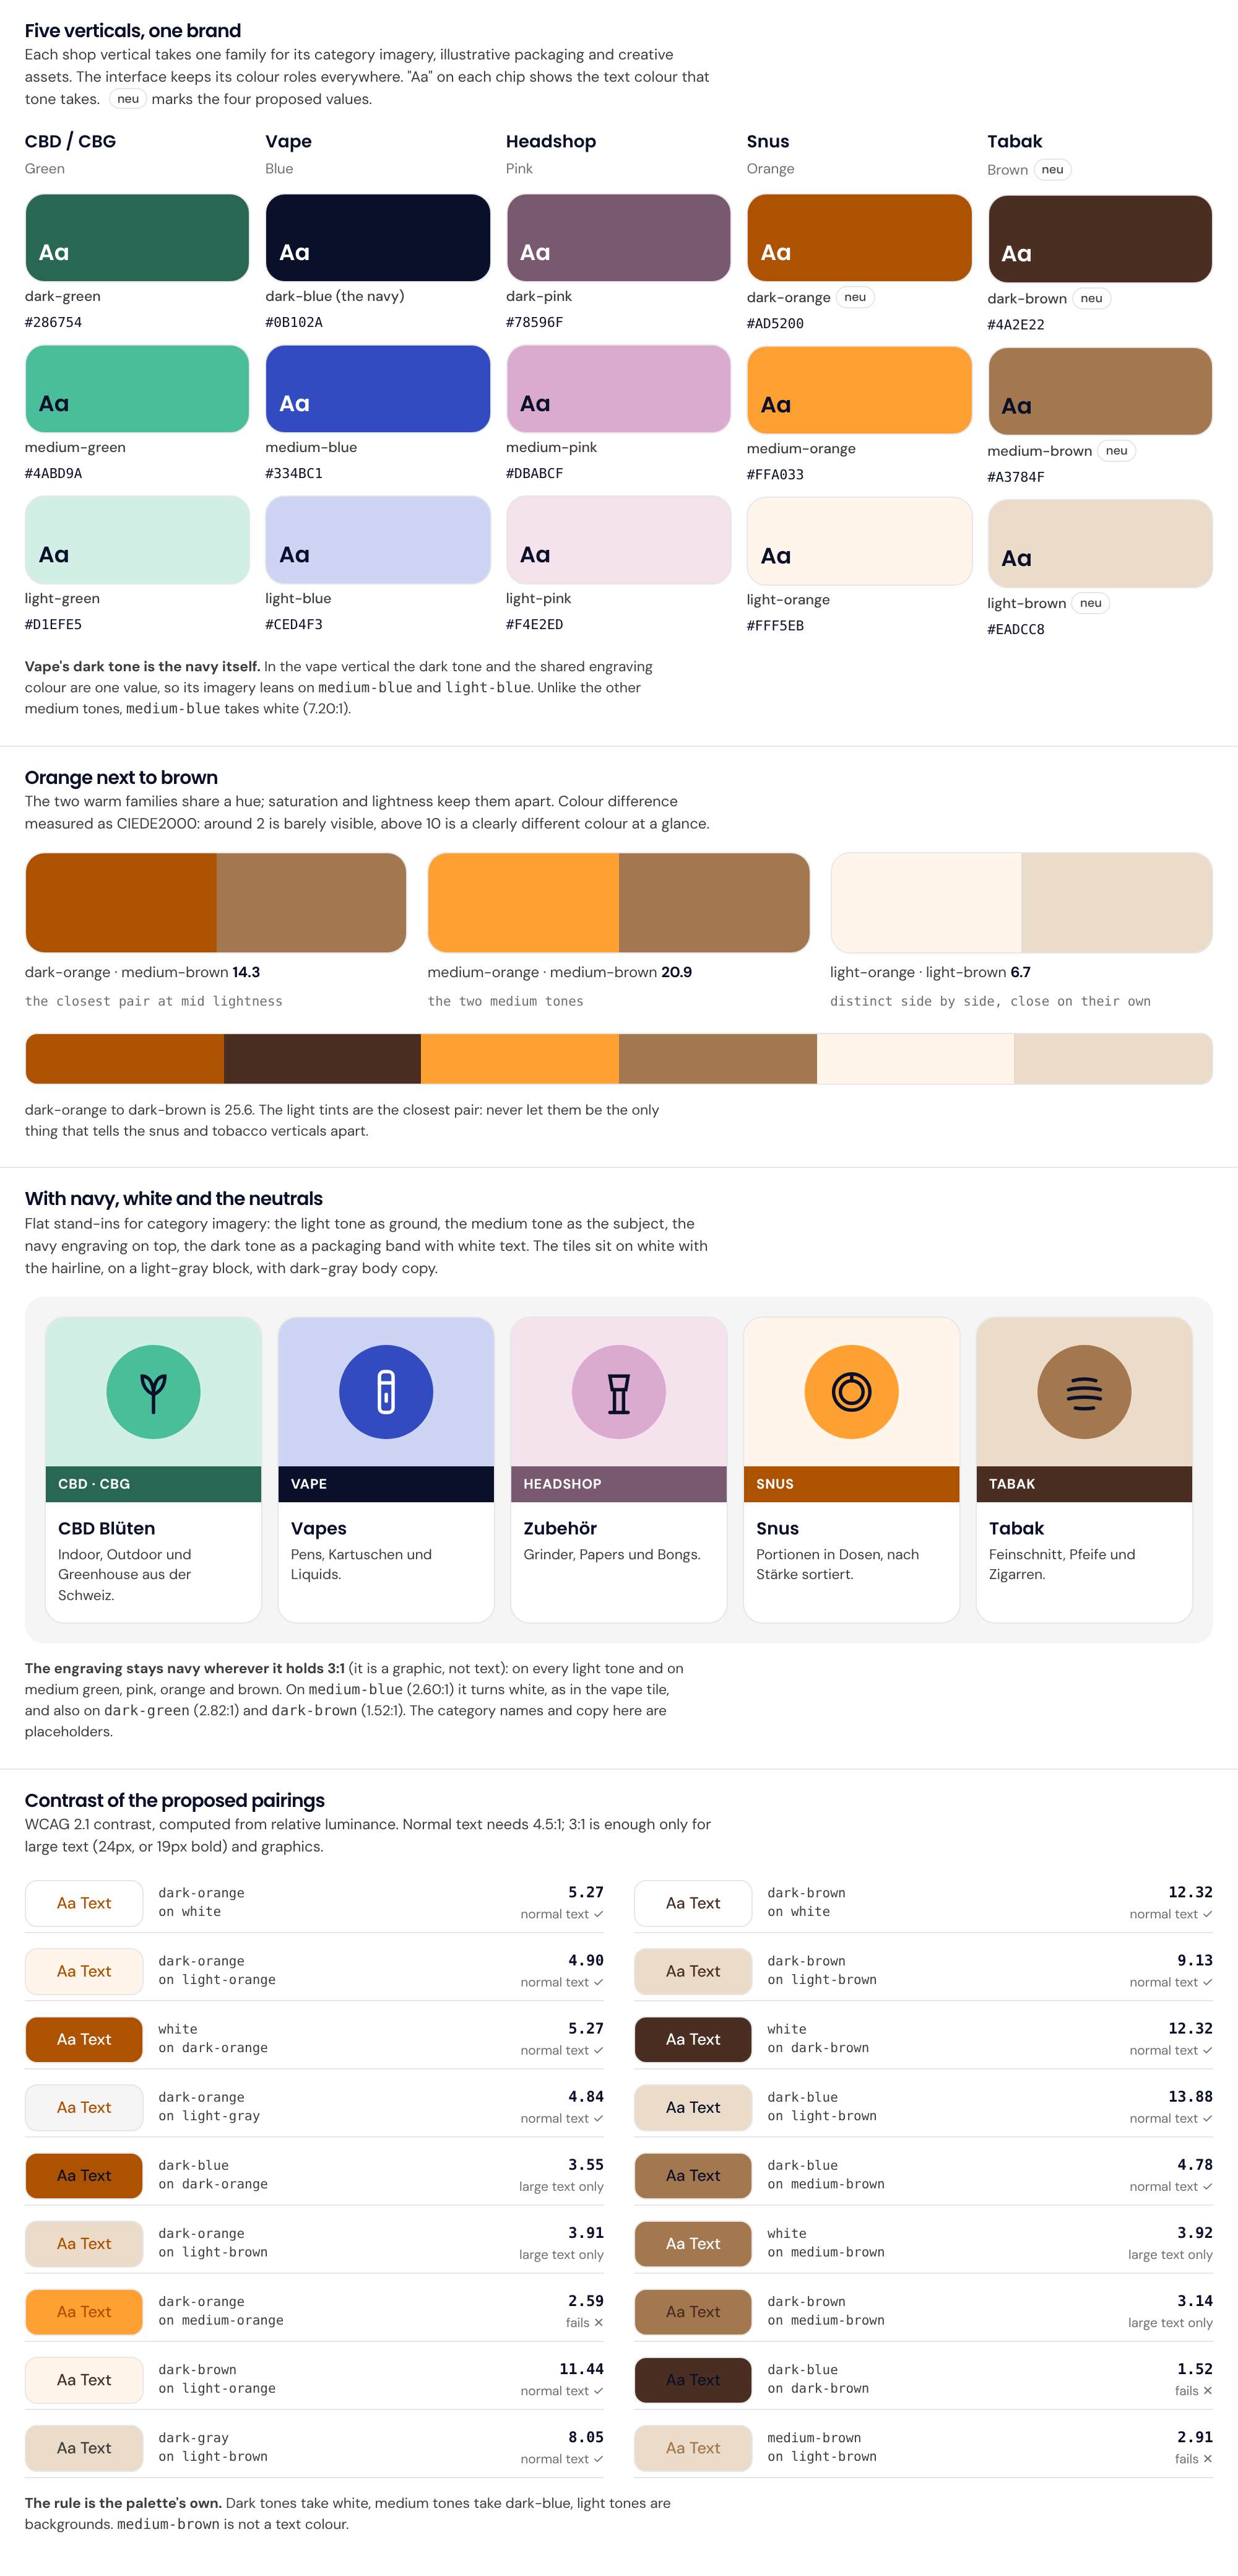 Five verticals, one brand
Each shop vertical takes one family for its category imagery, illustrative packaging and creative
assets. The interface keeps its colour roles everywhere. "Aa" on each chip shows the text colour that
tone takes. neu marks the four proposed values.
CBD / CBG
Green
Aa
dark-green
#286754
Aa
medium-green
#4ABD9A
Aa
light-green
#D1EFE5
Vape
Blue
Aa
dark-blue (the navy)
#0B102A
Aa
medium-blue
#334BC1
Aa
light-blue
#CED4F3
Headshop
Pink
Aa
dark-pink
#78596F
Aa
medium-pink
#DBABCF
Aa
light-pink
#F4E2ED
Snus
Orange
Aa
dark-orange neu
#AD5200
Aa
medium-orange
#FFA033
Aa
light-orange
#FFF5EB
Tabak
Brown neu
Aa
dark-brown neu
#4A2E22
Aa
medium-brown neu
#A3784F
Aa
light-brown neu
#EADCC8
Vape's dark tone is the navy itself. In the vape vertical the dark tone and the shared engraving
colour are one value, so its imagery leans on medium-blue and light-blue. Unlike the other
medium tones, medium-blue takes white (7.20:1).
Orange next to brown
The two warm families share a hue; saturation and lightness keep them apart. Colour difference
measured as CIEDE2000: around 2 is barely visible, above 10 is a clearly different colour at a glance.
dark-orange · medium-brown 14.3
the closest pair at mid lightness
medium-orange · medium-brown 20.9
the two medium tones
light-orange · light-brown 6.7
distinct side by side, close on their own
dark-orange to dark-brown is 25.6. The light tints are the closest pair: never let them be the only
thing that tells the snus and tobacco verticals apart.
With navy, white and the neutrals
Flat stand-ins for category imagery: the light tone as ground, the medium tone as the subject, the
navy engraving on top, the dark tone as a packaging band with white text. The tiles sit on white with
the hairline, on a light-gray block, with dark-gray body copy.
CBD · CBG
CBD Blüten
Indoor, Outdoor und
Greenhouse aus der
Schweiz.
VAPE
Vapes
Pens, Kartuschen und
Liquids.
HEADSHOP
Zubehör
Grinder, Papers und Bongs.
SNUS
Snus
Portionen in Dosen, nach
Stärke sortiert.
TABAK
Tabak
Feinschnitt, Pfeife und
Zigarren.
The engraving stays navy wherever it holds 3:1 (it is a graphic, not text): on every light tone and on
medium green, pink, orange and brown. On medium-blue (2.60:1) it turns white, as in the vape tile,
and also on dark-green (2.82:1) and dark-brown (1.52:1). The category names and copy here are
placeholders.
Contrast of the proposed pairings
WCAG 2.1 contrast, computed from relative luminance. Normal text needs 4.5:1; 3:1 is enough only for
large text (24px, or 19px bold) and graphics.
Aa Text
dark-orange
on white
5.27
normal text ✓
Aa Text
dark-brown
on white
12.32
normal text ✓
Aa Text
dark-orange
on light-orange
4.90
normal text ✓
Aa Text
dark-brown
on light-brown
9.13
normal text ✓
Aa Text
white
on dark-orange
5.27
normal text ✓
Aa Text
white
on dark-brown
12.32
normal text ✓
Aa Text
dark-orange
on light-gray
4.84
normal text ✓
Aa Text
dark-blue
on light-brown
13.88
normal text ✓
Aa Text
dark-blue
on dark-orange
3.55
large text only
Aa Text
dark-blue
on medium-brown
4.78
normal text ✓
Aa Text
dark-orange
on light-brown
3.91
large text only
Aa Text
white
on medium-brown
3.92
large text only
Aa Text
dark-orange
on medium-orange
2.59
fails ✕
Aa Text
dark-brown
on medium-brown
3.14
large text only
Aa Text
dark-brown
on light-orange
11.44
normal text ✓
Aa Text
dark-blue
on dark-brown
1.52
fails ✕
Aa Text
dark-gray
on light-brown
8.05
normal text ✓
Aa Text
medium-brown
on light-brown
2.91
fails ✕
The rule is the palette's own. Dark tones take white, medium tones take dark-blue, light tones are
backgrounds. medium-brown is not a text colour.